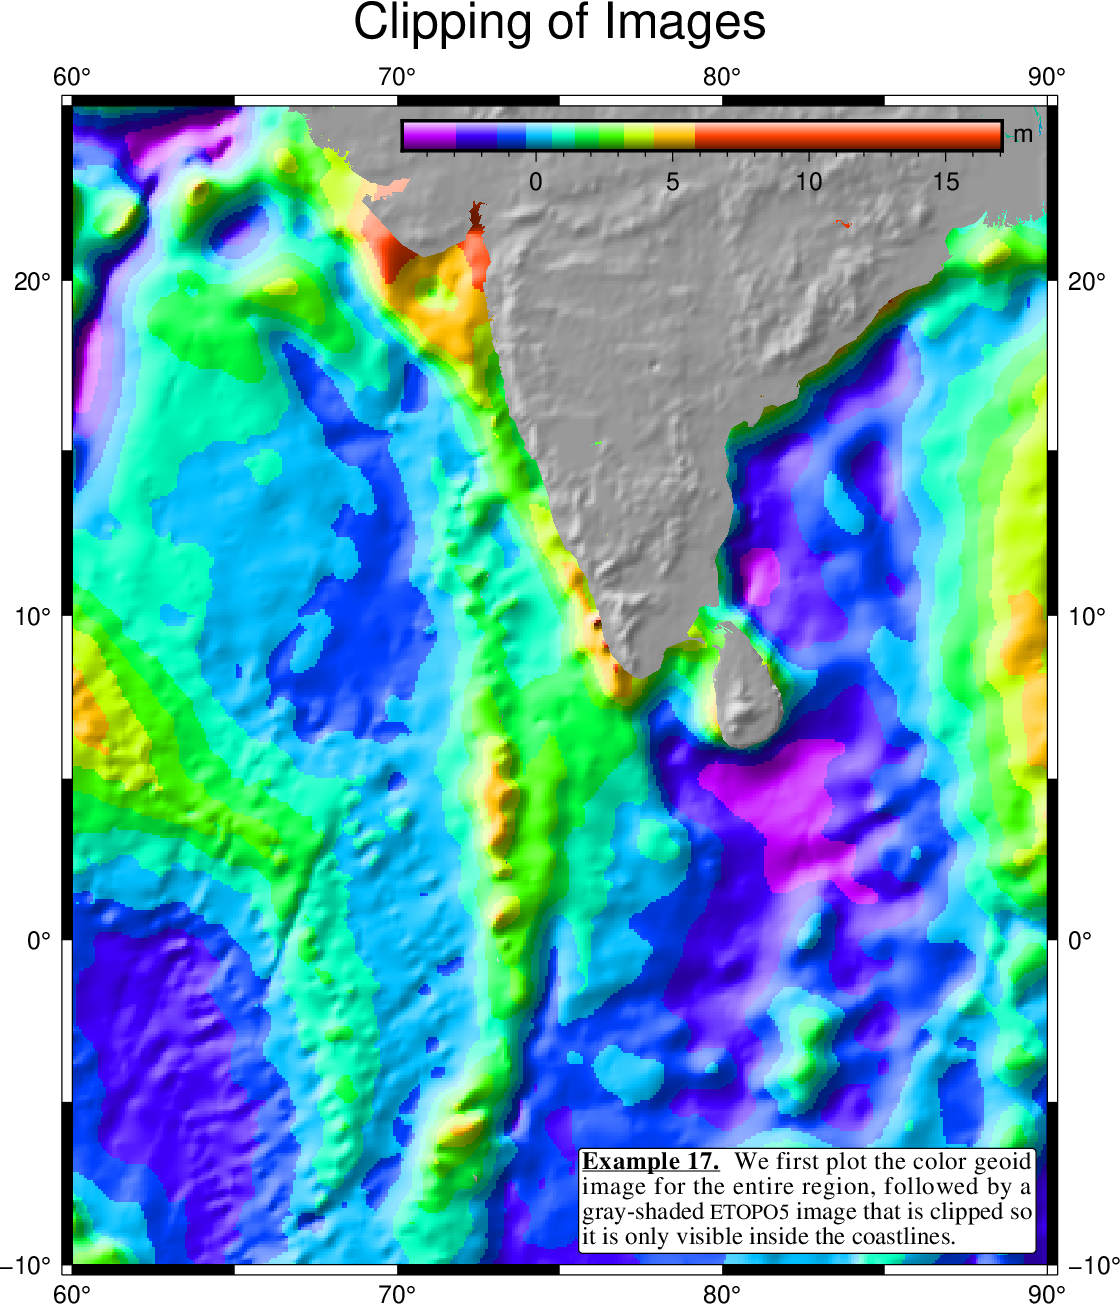 Clipping of Images
60° 70° 80° 90°
m
0 5 10 15
20° 20°
10° 10°
0° 0°
Example 17. We first plot the color geoid
image for the entire region, followed by a
gray-shaded ETOPO5 image that is clipped so
it is only visible inside the coastlines.
−10° −10°
60° 70° 80° 90°